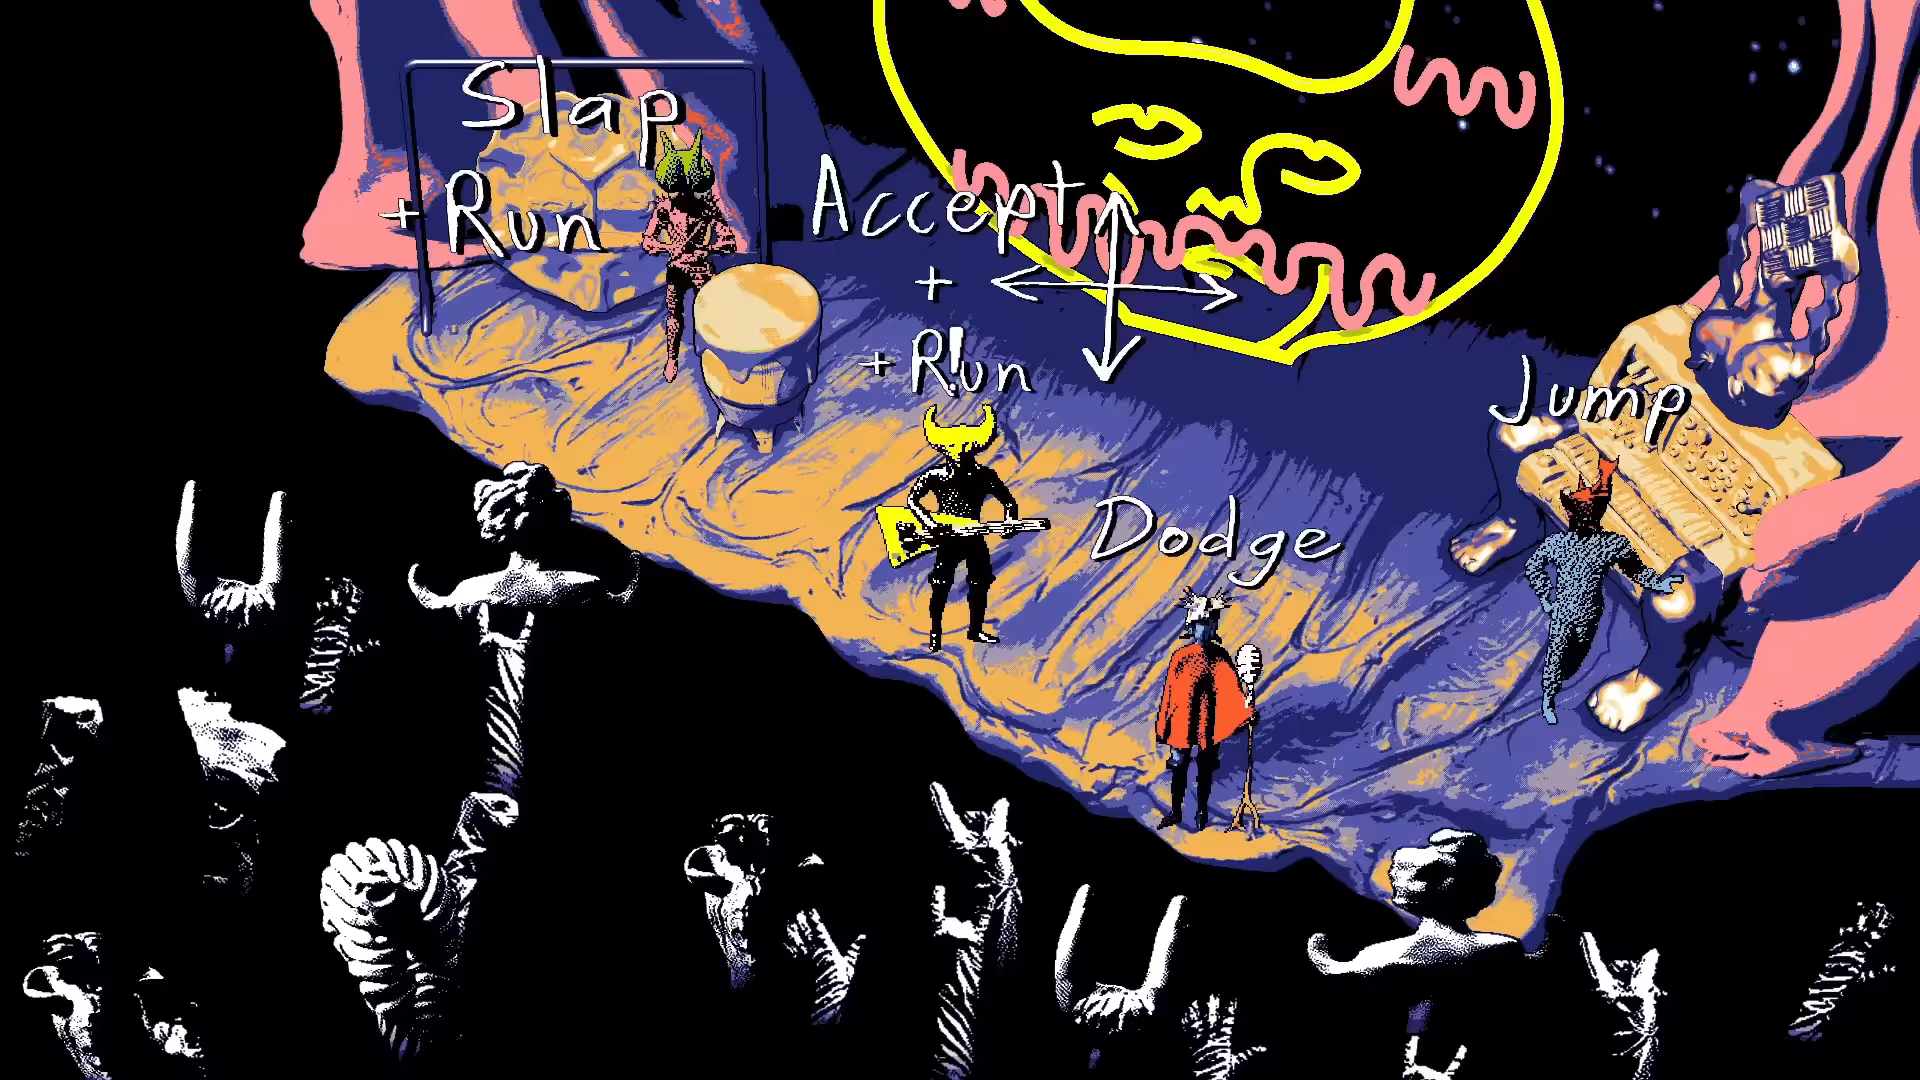 Slap
+ Run
Accept
+
+ R!un
Dodge
Jump